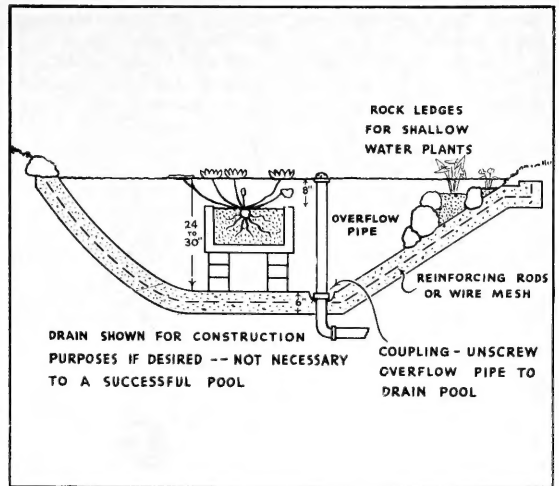 ROCK LEDGES
FOR SHALLOW
WATER PLANTS
8"
24
TO
30"
OVERFLOW
PIPE
REINFORCING RODS
OR WIRE MESH
6"
DRAIN SHOWN FOR CONSTRUCTION
PURPOSES IF DESIRED -- NOT NECESSARY
TO A SUCCESSFUL POOL
COUPLING - UNSCREW
OVERFLOW PIPE TO
DRAIN POOL